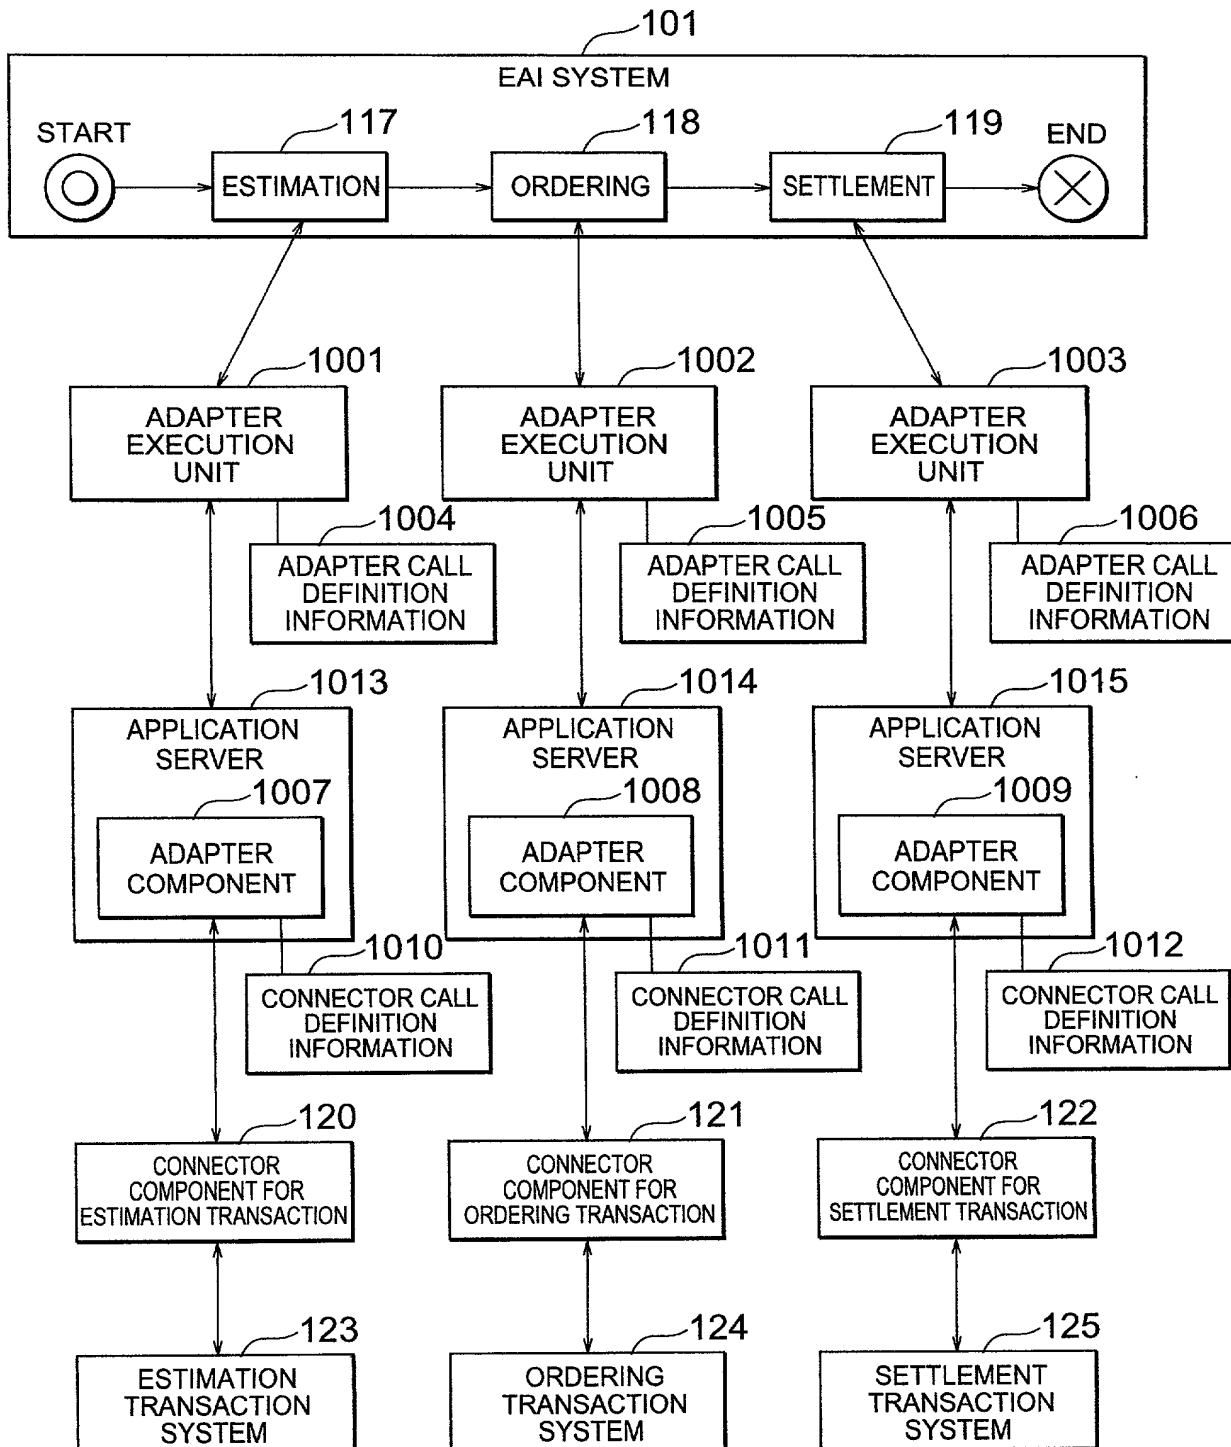 101
EAI SYSTEM
START
117
118
119
END
ESTIMATION
ORDERING
SETTLEMENT
1001
1002
1003
ADAPTER
EXECUTION
UNIT
ADAPTER
EXECUTION
UNIT
ADAPTER
EXECUTION
UNIT
1004
1005
1006
ADAPTER CALL
DEFINITION
INFORMATION
ADAPTER CALL
DEFINITION
INFORMATION
ADAPTER CALL
DEFINITION
INFORMATION
1013
1014
1015
APPLICATION
SERVER
APPLICATION
SERVER
APPLICATION
SERVER
1007
1008
1009
ADAPTER
COMPONENT
ADAPTER
COMPONENT
ADAPTER
COMPONENT
1010
1011
1012
CONNECTOR CALL
DEFINITION
INFORMATION
CONNECTOR CALL
DEFINITION
INFORMATION
CONNECTOR CALL
DEFINITION
INFORMATION
120
121
122
CONNECTOR
COMPONENT FOR
ESTIMATION TRANSACTION
CONNECTOR
COMPONENT FOR
ORDERING TRANSACTION
CONNECTOR
COMPONENT FOR
SETTLEMENT TRANSACTION
123
124
125
ESTIMATION
TRANSACTION
SYSTEM
ORDERING
TRANSACTION
SYSTEM
SETTLEMENT
TRANSACTION
SYSTEM